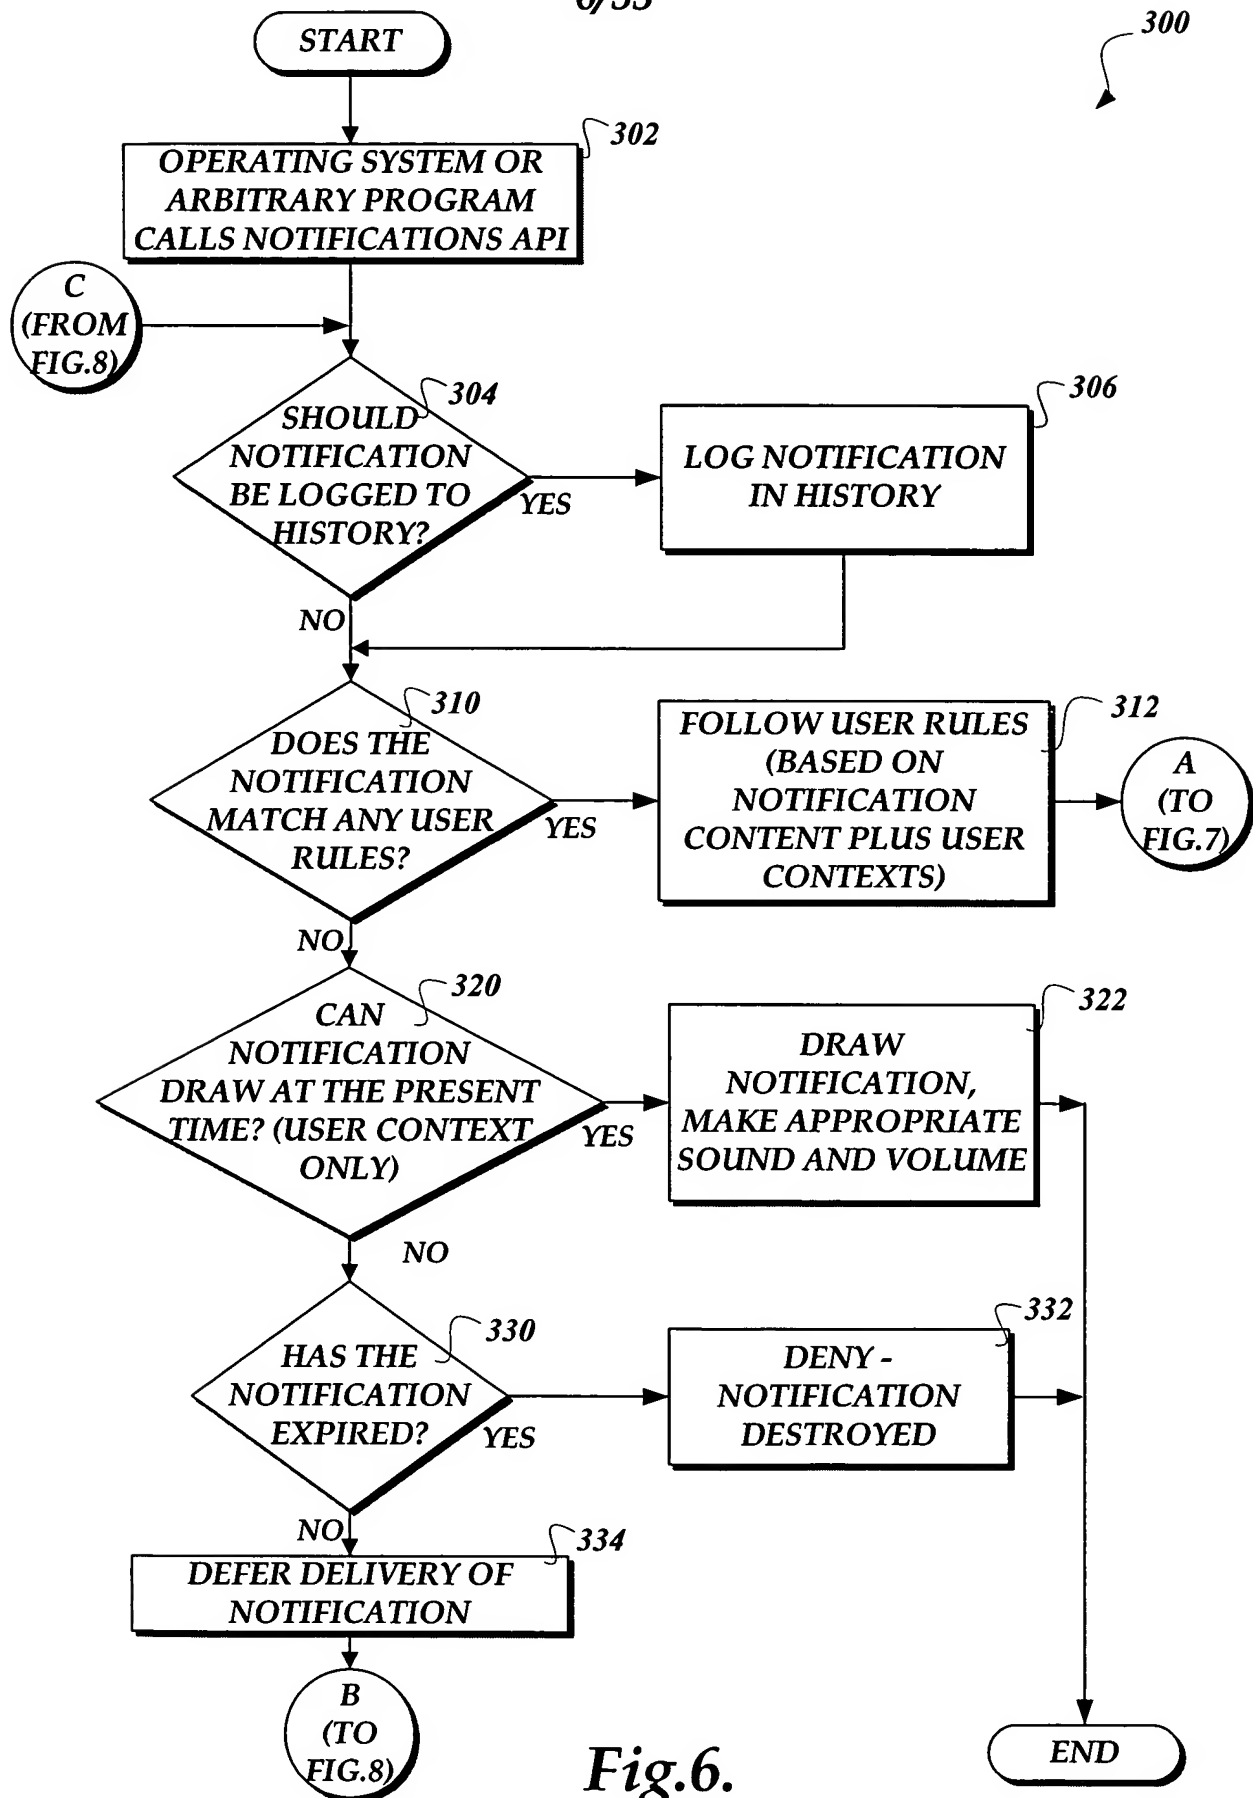 6/55
300
START
302
OPERATING SYSTEM OR
ARBITRARY PROGRAM
CALLS NOTIFICATIONS API
C
(FROM
FIG.8)
304
SHOULD
NOTIFICATION
BE LOGGED TO
HISTORY?
YES
306
LOG NOTIFICATION
IN HISTORY
NO
310
DOES THE
NOTIFICATION
MATCH ANY USER
RULES?
YES
312
FOLLOW USER RULES
(BASED ON
NOTIFICATION
CONTENT PLUS USER
CONTEXTS)
A
(TO
FIG.7)
NO
320
CAN
NOTIFICATION
DRAW AT THE PRESENT
TIME? (USER CONTEXT
ONLY)
YES
322
DRAW
NOTIFICATION,
MAKE APPROPRIATE
SOUND AND VOLUME
NO
330
HAS THE
NOTIFICATION
EXPIRED?
YES
332
DENY -
NOTIFICATION
DESTROYED
NO
334
DEFER DELIVERY OF
NOTIFICATION
B
(TO
FIG.8)
END
Fig.6.